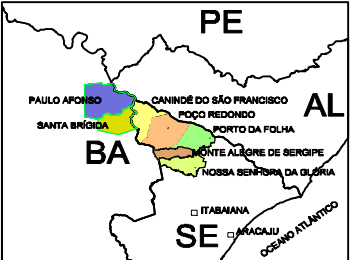 PE
PAULO AFONSO
CANINDÉ DO SÃO FRANCISCO
AL
POÇO REDONDO
SANTA BRÍGIDA
PORTO DA FOLHA
BA
MONTE ALEGRE DE SERGIPE
NOSSA SENHORA DA GLÓRIA
ITABAIANA
SE
ARACAJU
OCEANO ATLÂNTICO